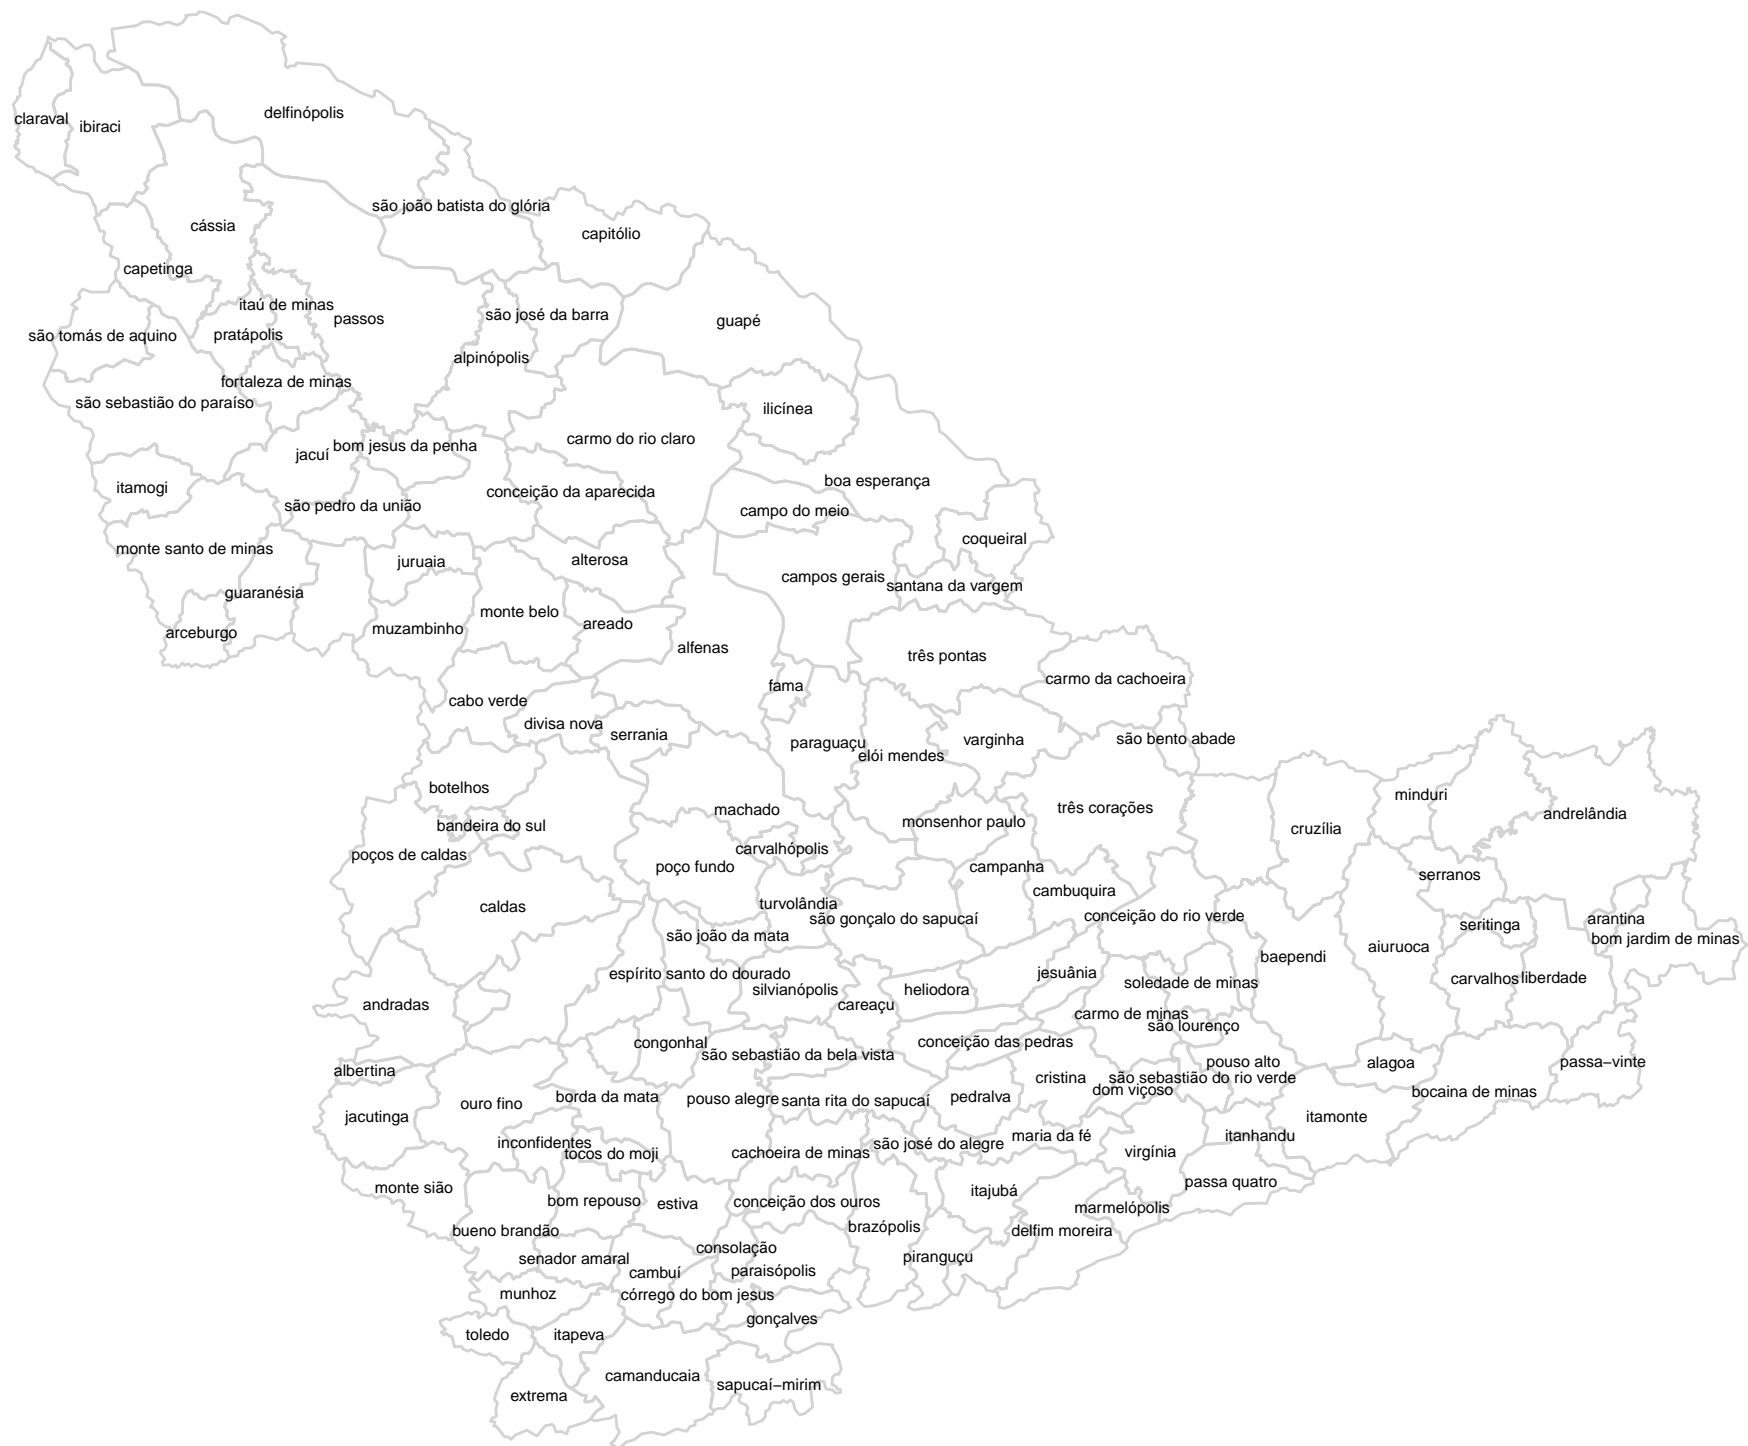 delfinópolis
claraval
ibiraci
são joão batista do glória
cássia
capitólio
capetinga
itaú de minas
passos
são josé da barra
guapé
são tomás de aquino
pratápolis
alpinópolis
fortaleza de minas
são sebastião do paraíso
ilicínea
carmo do rio claro
bom jesus da penha
jacuí
boa esperança
itamogi
conceição da aparecida
são pedro da união
campo do meio
coqueiral
monte santo de minas
juruaia
alterosa
campos gerais
santana da vargem
guaranésia
monte belo
areado
arceburgo
muzambinho
alfenas
três pontas
carmo da cachoeira
fama
cabo verde
divisa nova
serrania
paraguaçu
varginha
são bento abade
elói mendes
botelhos
minduri
machado
três corações
andrelândia
bandeira do sul
monsenhor paulo
cruzília
carvalhópolis
poços de caldas
poço fundo
campanha
serranos
cambuquira
caldas
turvolândia
são gonçalo do sapucaí
conceição do rio verde
arantina
seritinga
são joão da mata
bom jardim de minas
aiuruoca
baependi
espírito santo do dourado
jesuânia
carvalhos
liberdade
soledade de minas
silvianópolis
heliodora
andradas
careaçu
carmo de minas
são lourenço
congonhal
conceição das pedras
são sebastião da bela vista
pouso alto
alagoa
passa−vinte
albertina
cristina
são sebastião do rio verde
dom viçoso
bocaina de minas
borda da mata
pedralva
pouso alegre
santa rita do sapucaí
ouro fino
jacutinga
itamonte
maria da fé
itanhandu
inconfidentes
são josé do alegre
tocos do moji
cachoeira de minas
virgínia
passa quatro
monte sião
itajubá
bom repouso
conceição dos ouros
estiva
marmelópolis
brazópolis
bueno brandão
delfim moreira
consolação
piranguçu
senador amaral
paraisópolis
cambuí
munhoz
córrego do bom jesus
gonçalves
toledo
itapeva
camanducaia
sapucaí−mirim
extrema